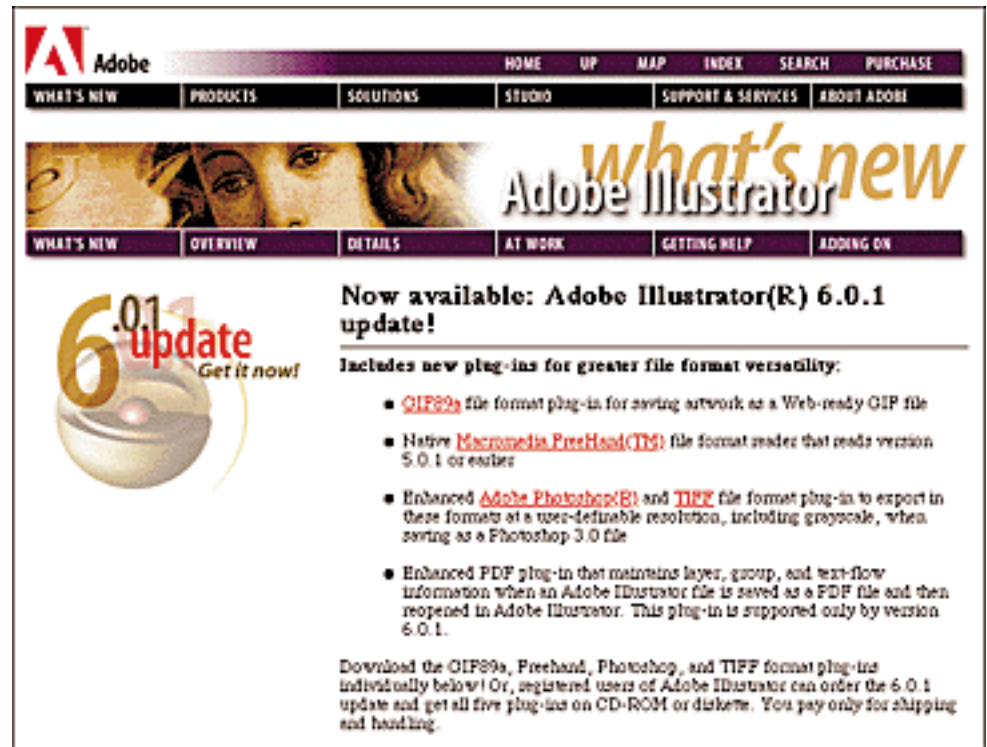 Adobe
HOME UP MAP INDEX SEARCH PURCHASE
WHAT'S NEW PRODUCTS SOLUTIONS STUDIO SUPPORT & SERVICES ABOUT ADOBE
what's new
Adobe Illustrator
WHAT'S NEW OVERVIEW DETAILS AT WORK GETTING HELP ADDING ON
6.0.1
update
Get it now!
Now available: Adobe Illustrator(R) 6.0.1
update!
Includes new plug-ins for greater file format versatility:
GIF89a file format plug-in for saving artwork as a Web-ready GIF file
Native Macromedia FreeHand(TM) file format reader that reads version
5.0.1 or earlier
Enhanced Adobe Photoshop(R) and TIFF file format plug-in to export in
these formats at a user-definable resolution, including grayscale, when
saving as a Photoshop 3.0 file
Enhanced PDF plug-in that maintains layer, group, and text-flow
information when an Adobe Illustrator file is saved as a PDF file and then
reopened in Adobe Illustrator. This plug-in is supported only by version
6.0.1.
Download the GIF89a, Freehand, Photoshop, and TIFF format plug-ins
individually below! Or, registered users of Adobe Illustrator can order the 6.0.1
update and get all five plug-ins on CD-ROM or diskette. You pay only for shipping
and handling.